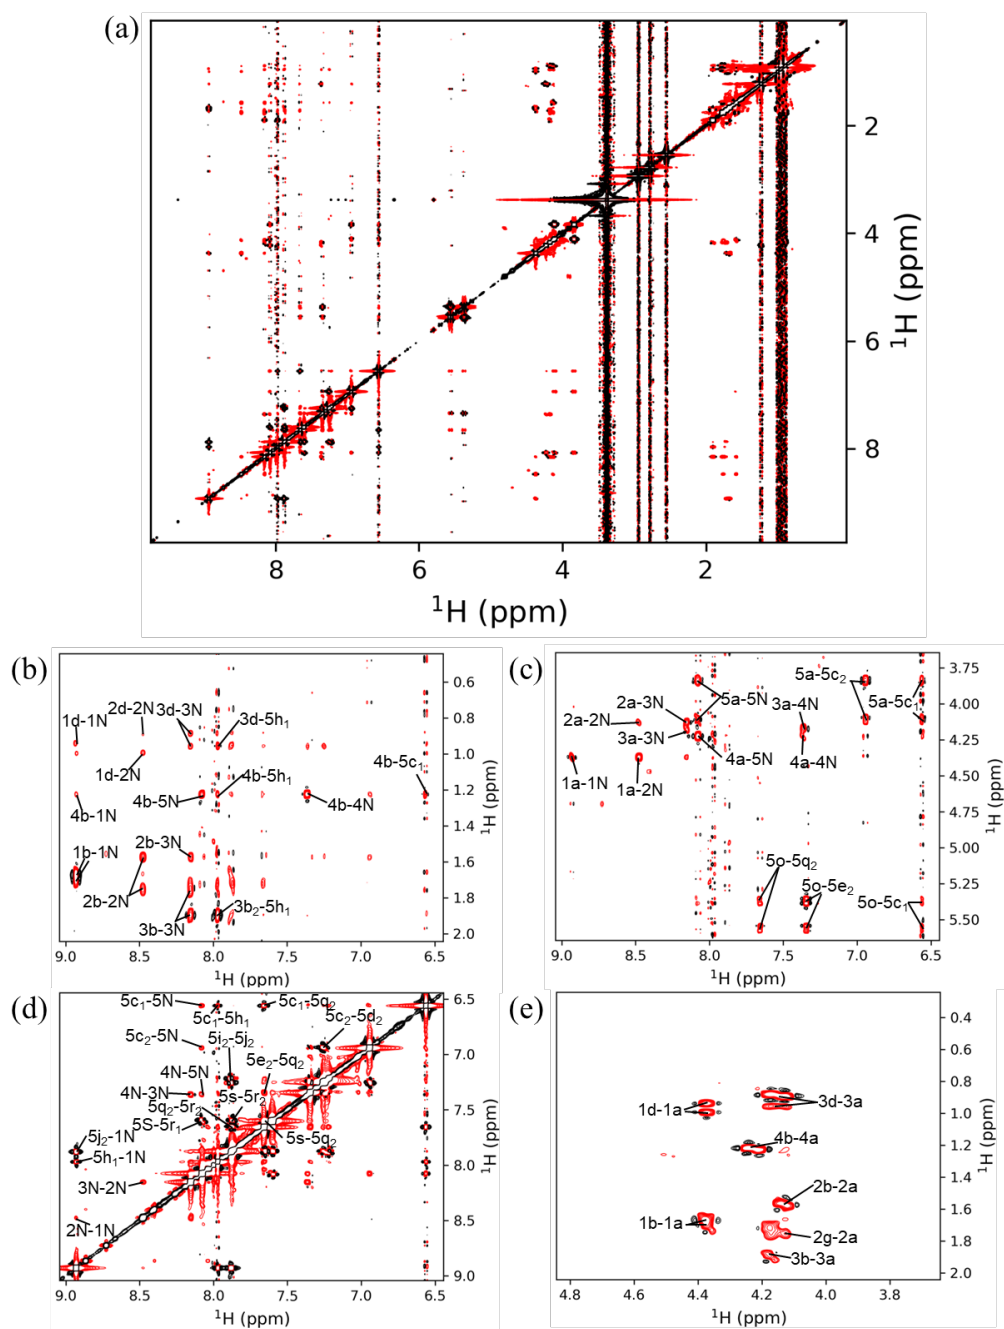 (a)
2
4
6
8
¹H (ppm)
8
6
4
2
¹H (ppm)
(b)
1d-1N
2d-2N
3d-3N
3d-5h₁
1d-2N
4b-5h₁
4b-5c₁
4b-1N
4b-5N
4b-4N
1b-1N
2b-3N
2b-2N
3b-3N
3b₂-5h₁
0.6
0.8
1.0
1.2
1.4
1.6
1.8
2.0
¹H (ppm)
9.0
8.5
8.0
7.5
7.0
6.5
¹H (ppm)
(c)
5a-5c₂
2a-3N
5a-5N
3a-4N
5a-5c₁
2a-2N
3a-3N
4a-5N
4a-4N
1a-1N
1a-2N
5o-5q₂
5o-5e₂
5o-5c₁
3.75
4.00
4.25
4.50
4.75
5.00
5.25
5.50
¹H (ppm)
9.0
8.5
8.0
7.5
7.0
6.5
¹H (ppm)
(d)
5c₁-5N
5c₁-5q₂
5c₁-5h₁
5c₂-5d₂
5c₂-5N
5i₂-5j₂
5e₂-5q₂
4N-5N
4N-3N
5s-5r₂
5q₂-5r₂
5S-5r₁
5s-5q₂
5j₂-1N
5h₁-1N
3N-2N
2N-1N
6.5
7.0
7.5
8.0
8.5
9.0
¹H (ppm)
9.0
8.5
8.0
7.5
7.0
6.5
¹H (ppm)
(e)
1d-1a
3d-3a
4b-4a
2b-2a
1b-1a
2g-2a
3b-3a
0.4
0.6
0.8
1.0
1.2
1.4
1.6
1.8
2.0
¹H (ppm)
4.8
4.6
4.4
4.2
4.0
3.8
¹H (ppm)